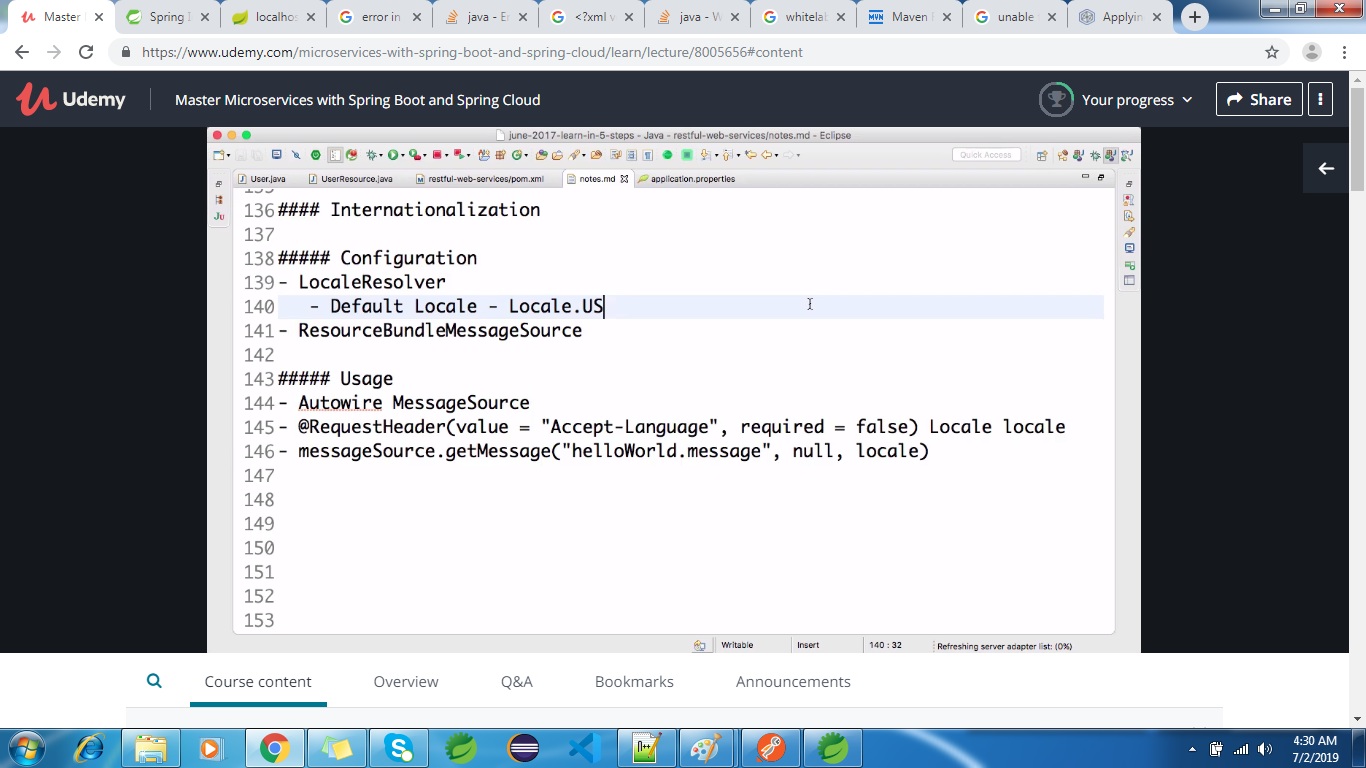 Master
Spring I
localhos
error in
java - Er
<?xml v
java - W
whitelab
Maven
unable
Applyin
https://www.udemy.com/microservices-with-spring-boot-and-spring-cloud/learn/lecture/8005656#content
Udemy
Master Microservices with Spring Boot and Spring Cloud
Your progress
Share
june-2017-learn-in-5-steps - Java - restful-web-services/notes.md - Eclipse
Quick Access
User.java
UserResource.java
restful-web-services/pom.xml
notes.md
application.properties
135
136 #### Internationalization
137
138 ##### Configuration
139 - LocaleResolver
140 - Default Locale - Locale.US
141 - ResourceBundleMessageSource
142
143 ##### Usage
144 - Autowire MessageSource
145 - @RequestHeader(value = "Accept-Language", required = false) Locale locale
146 - messageSource.getMessage("helloWorld.message", null, locale)
147
148
149
150
151
152
153
Writable
Insert
140 : 32
Refreshing server adapter list: (0%)
Course content
Overview
Q&A
Bookmarks
Announcements
4:30 AM
7/2/2019